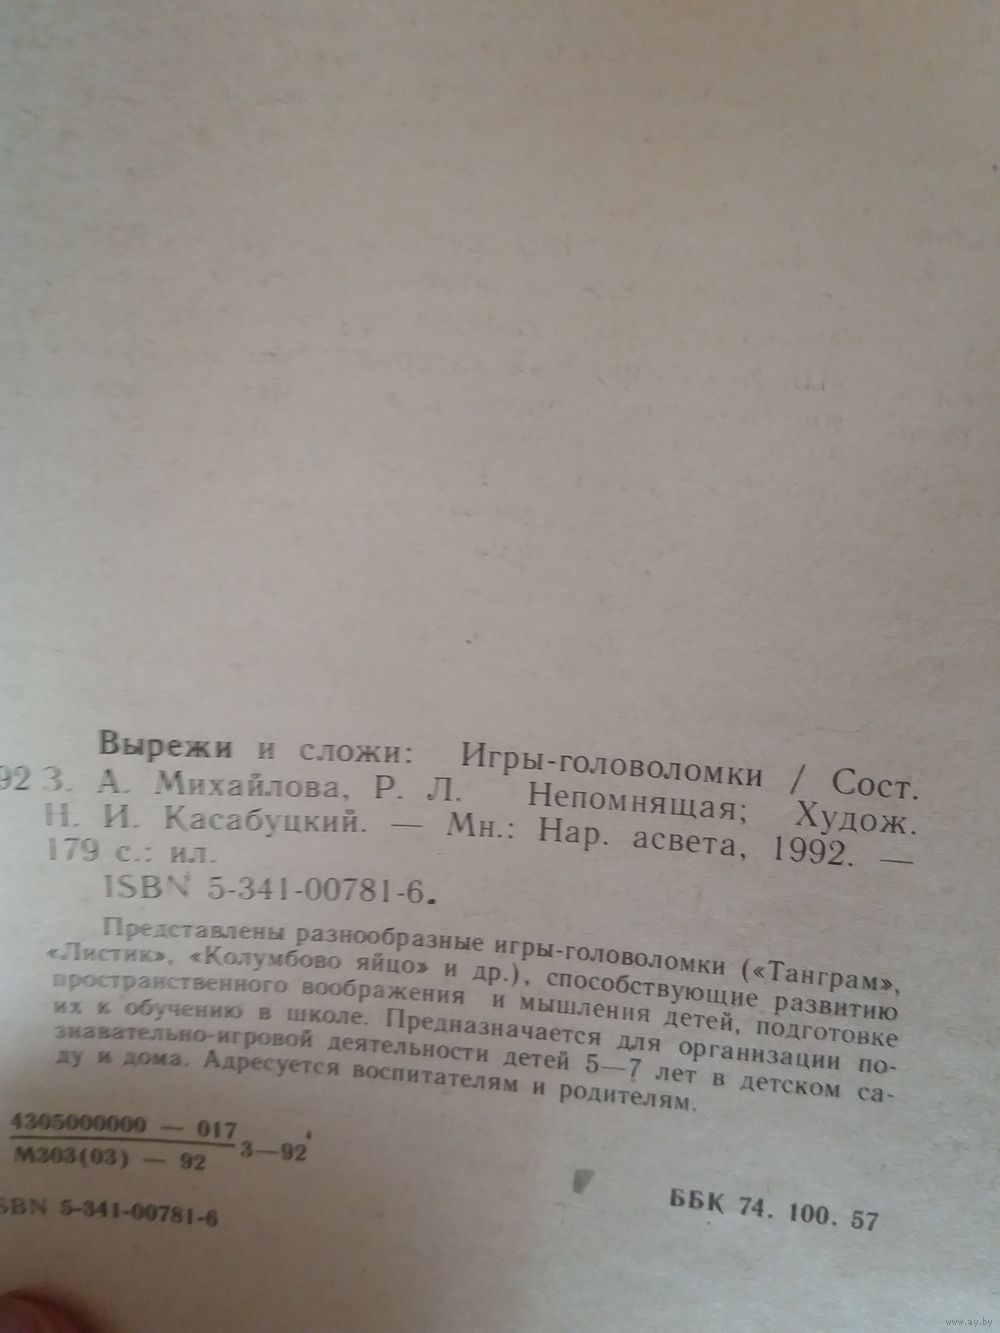 Вырежи и сложи: Игры-головоломки / Сост.
92 З. А. Михайлова, Р. Л. Непомнящая; Худож.
Н. И. Касабуцкий. — Мн.: Нар. асвета, 1992. —
179 с.: ил.
ISBN 5-341-00781-6.
Представлены разнообразные игры-головоломки («Танграм»,
«Листик», «Колумбово яйцо» и др.), способствующие развитию
пространственного воображения и мышления детей, подготовке
их к обучению в школе. Предназначается для организации по-
знавательно-игровой деятельности детей 5—7 лет в детском са-
ду и дома. Адресуется воспитателям и родителям.
4305000000 — 017
М303(03) — 92
3—92
SBN 5-341-00781-6
ББК 74. 100. 57
www.ay.by